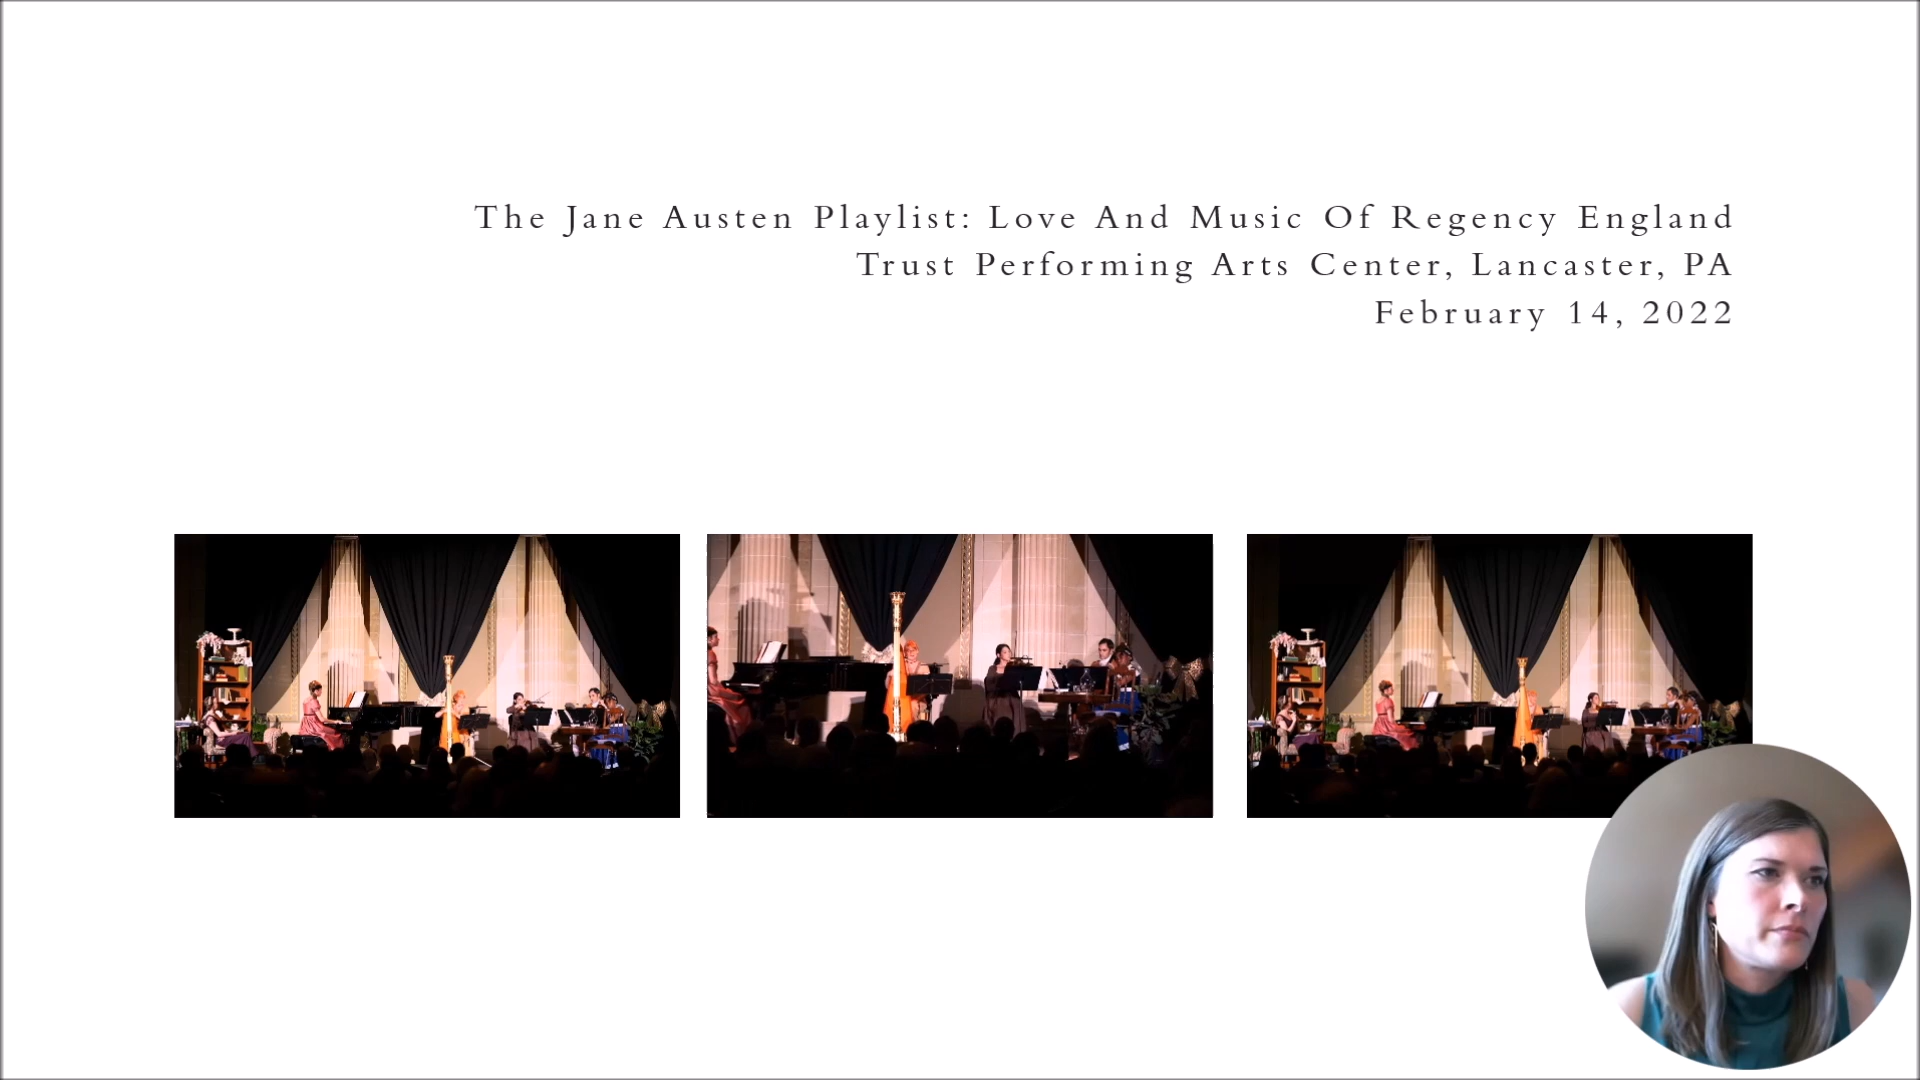 The Jane Austen Playlist: Love And Music Of Regency England
Trust Performing Arts Center, Lancaster, PA
February 14, 2022